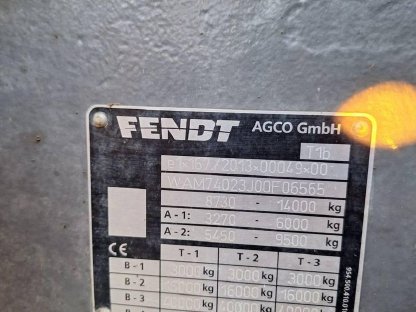 FENDT AGCO GmbH
T1b
e1*167/2013*00049*00
WAM74023J00F06565
8730 - 14000 kg
A-1: 3270 - 6000 kg
A-2: 5450 - 9500 kg
CE T-1 T-2 T-3
B-1 3000 kg 3000 kg 3000 kg
B-2 kg 16000 kg 16000 kg
B-3 kg kg kg